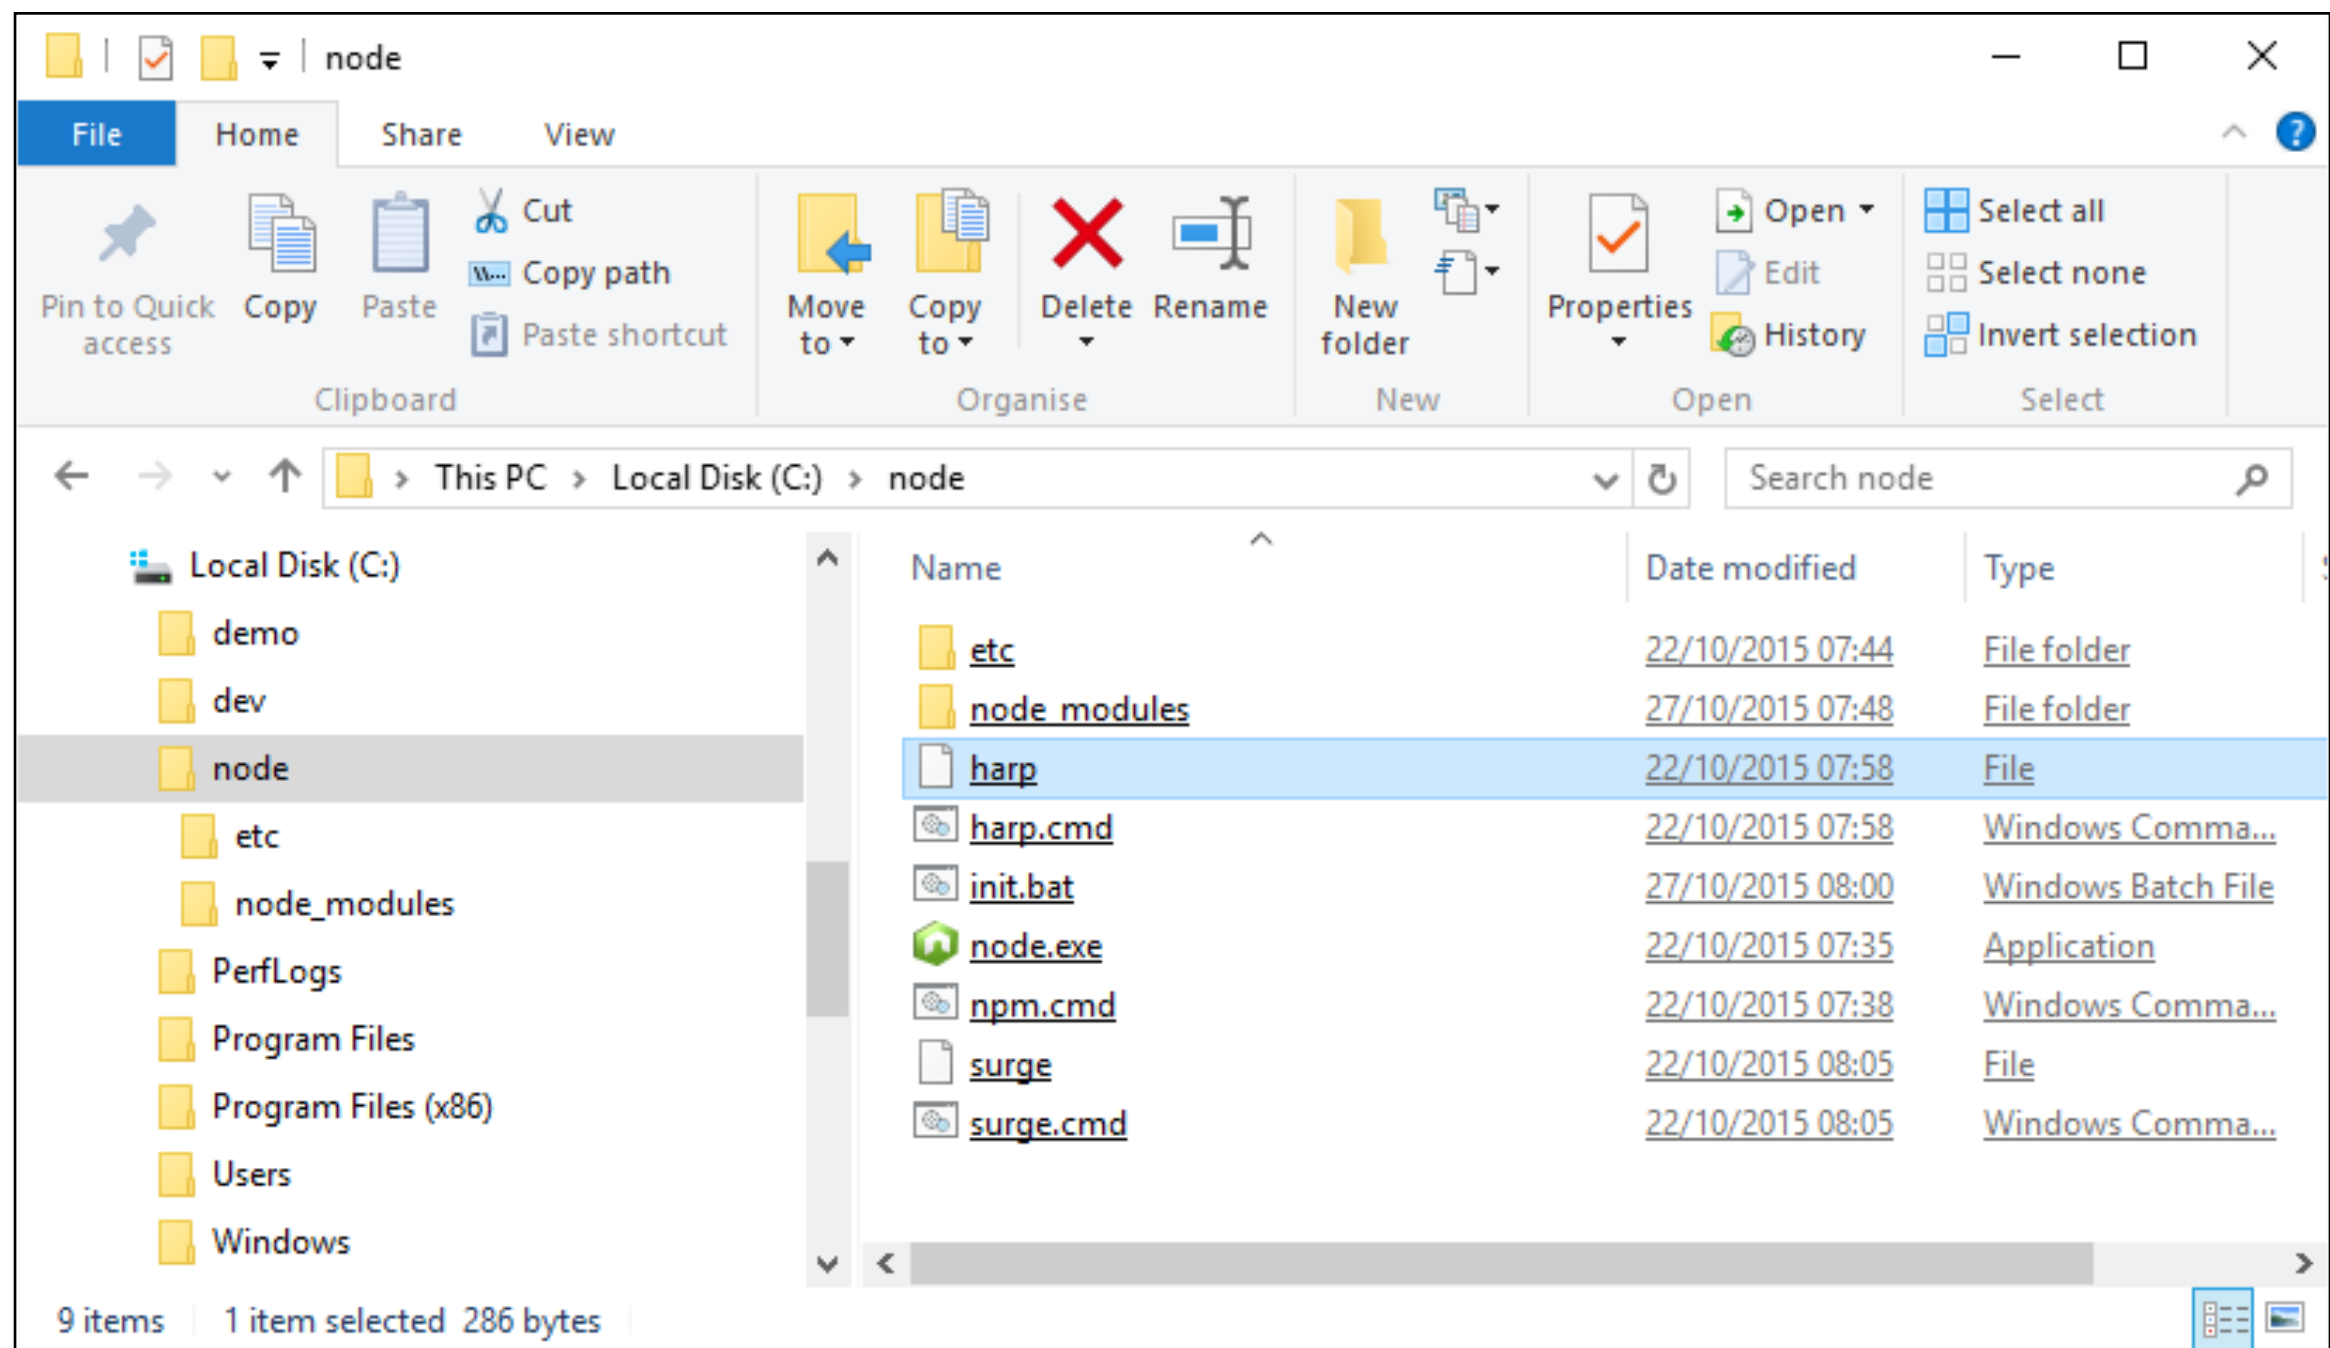 node
File Home Share View
Pin to Quick access
Copy
Paste
Cut
Copy path
Paste shortcut
Clipboard
Move to
Copy to
Delete
Rename
Organise
New folder
New
Properties
Open
Edit
History
Open
Select all
Select none
Invert selection
Select
This PC > Local Disk (C:) > node
Search node
Local Disk (C:)
demo
dev
node
etc
node_modules
PerfLogs
Program Files
Program Files (x86)
Users
Windows
Name Date modified Type
etc 22/10/2015 07:44 File folder
node_modules 27/10/2015 07:48 File folder
harp 22/10/2015 07:58 File
harp.cmd 22/10/2015 07:58 Windows Comma...
init.bat 27/10/2015 08:00 Windows Batch File
node.exe 22/10/2015 07:35 Application
npm.cmd 22/10/2015 07:38 Windows Comma...
surge 22/10/2015 08:05 File
surge.cmd 22/10/2015 08:05 Windows Comma...
9 items 1 item selected 286 bytes